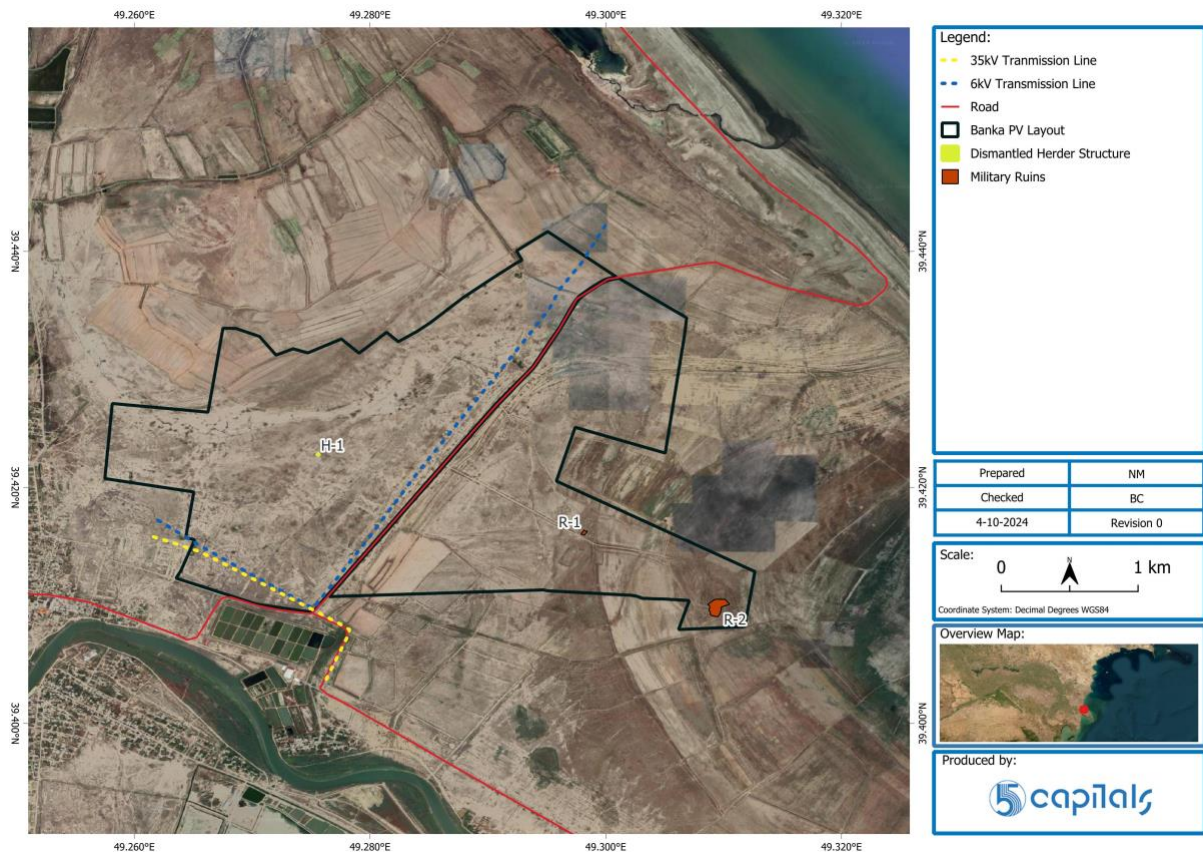 49.260°E
49.280°E
49.300°E
49.320°E
39.440°N
39.440°N
39.420°N
39.420°N
39.400°N
39.400°N
H-1
R-1
R-2
49.260°E
49.280°E
49.300°E
49.320°E
Legend:
35kV Tranmission Line
6kV Transmission Line
Road
Banka PV Layout
Dismantled Herder Structure
Military Ruins
Prepared NM
Checked BC
4-10-2024 Revision 0
Scale:
0 N 1 km
Coordinate System: Decimal Degrees WGS84
Overview Map:
Produced by:
5 capitals